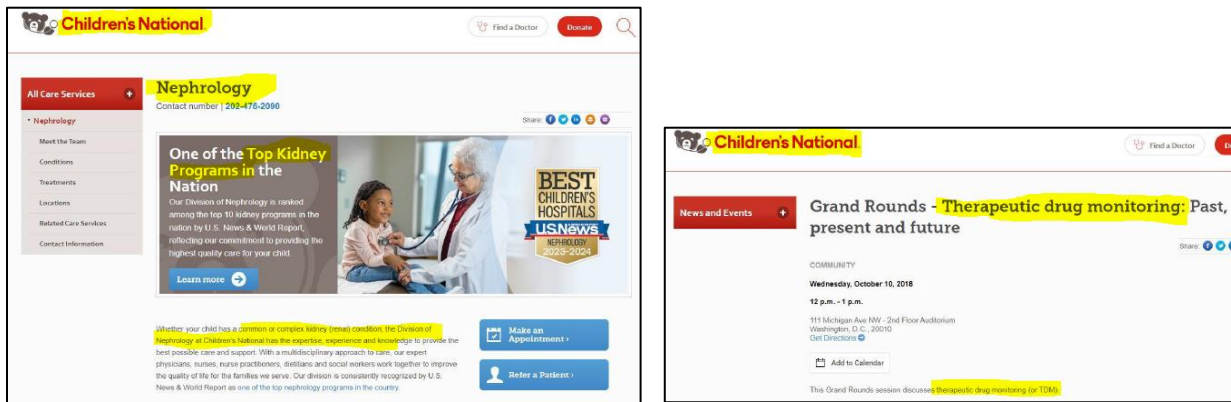 Children's National
Find a Doctor
Donate
All Care Services
Nephrology
Meet the Team
Conditions
Treatments
Locations
Related Care Services
Contact Information
Nephrology
Contact number | 202-476-2090
Share:
One of the Top Kidney
Programs in the
Nation
Our Division of Nephrology is ranked
among the top 10 kidney programs in the
nation by U.S. News & World Report,
reflecting our commitment to providing the
highest quality care for your child.
Learn more
BEST
CHILDREN'S
HOSPITALS
U.S.News
NEPHROLOGY
2023-2024
Whether your child has a common or complex kidney (renal) condition, the Division of
Nephrology at Children's National has the expertise, experience and knowledge to provide the
best possible care and support. With a multidisciplinary approach to care, our expert
physicians, nurses, nurse practitioners, dietitians and social workers work together to improve
the quality of life for the families we serve. Our division is consistently recognized by U.S.
News & World Report as one of the top nephrology programs in the country.
Make an
Appointment ›
Refer a Patient ›
Children's National
Find a Doctor
News and Events
Grand Rounds - Therapeutic drug monitoring: Past,
present and future
Share:
COMMUNITY
Wednesday, October 10, 2018
12 p.m. - 1 p.m.
111 Michigan Ave NW - 2nd Floor Auditorium
Washington, D.C., 20010
Get Directions
Add to Calendar
This Grand Rounds session discusses therapeutic drug monitoring (or TDM).